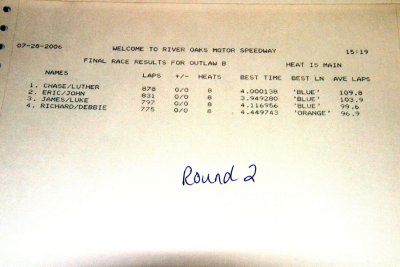 07-28-2006 WELCOME TO RIVER OAKS MOTOR SPEEDWAY 15:19
FINAL RACE RESULTS FOR OUTLAW B HEAT IS MAIN
NAMES LAPS +/- HEATS BEST TIME BEST LN AVE LAPS
1. CHASE/LUTHER 878 0/0 8 4.000138 'BLUE' 109.8
2. ERIC/JOHN 831 0/0 8 3.949280 'BLUE' 103.9
3. JAMES/LUKE 797 0/0 8 4.116956 'BLUE' 99.6
4. RICHARD/DEBBIE 775 0/0 8 4.449743 'ORANGE' 96.9
Round 2